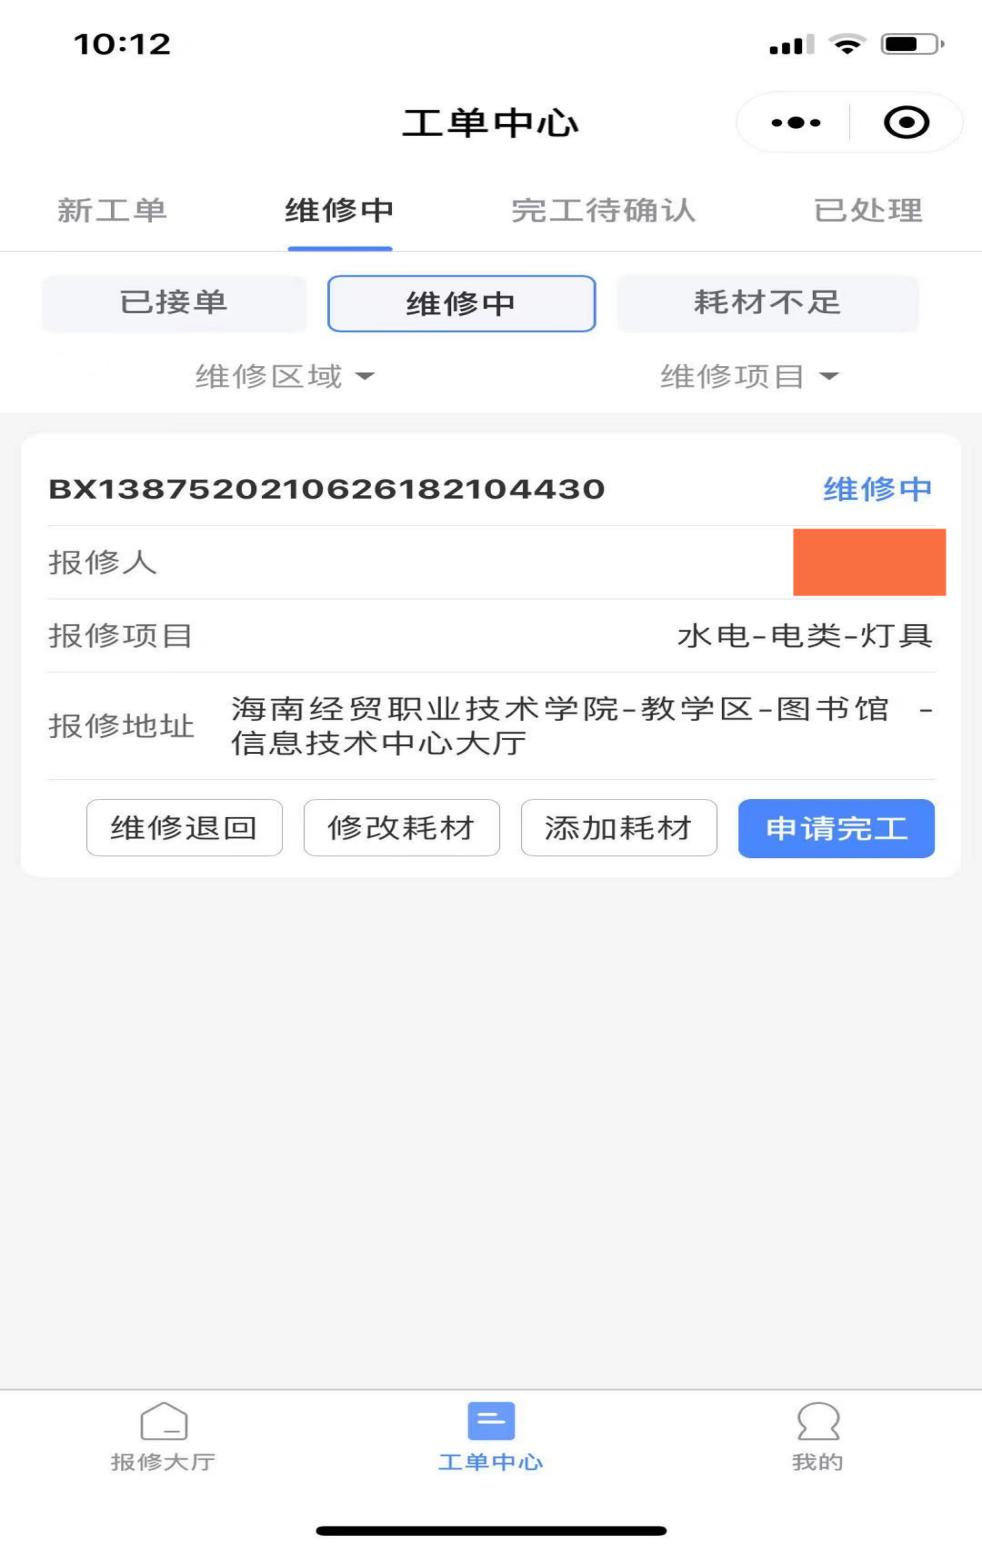 10:12
工单中心
新工单 维修中 完工待确认 已处理
已接单 维修中 耗材不足
维修区域 维修项目
BX13875202106261821044​30 维修中
报修人
报修项目 水电-电类-灯具
报修地址 海南经贸职业技术学院-教学区-图书馆 -
信息技术中心大厅
维修退回 修改耗材 添加耗材 申请完工
报修大厅 工单中心 我的